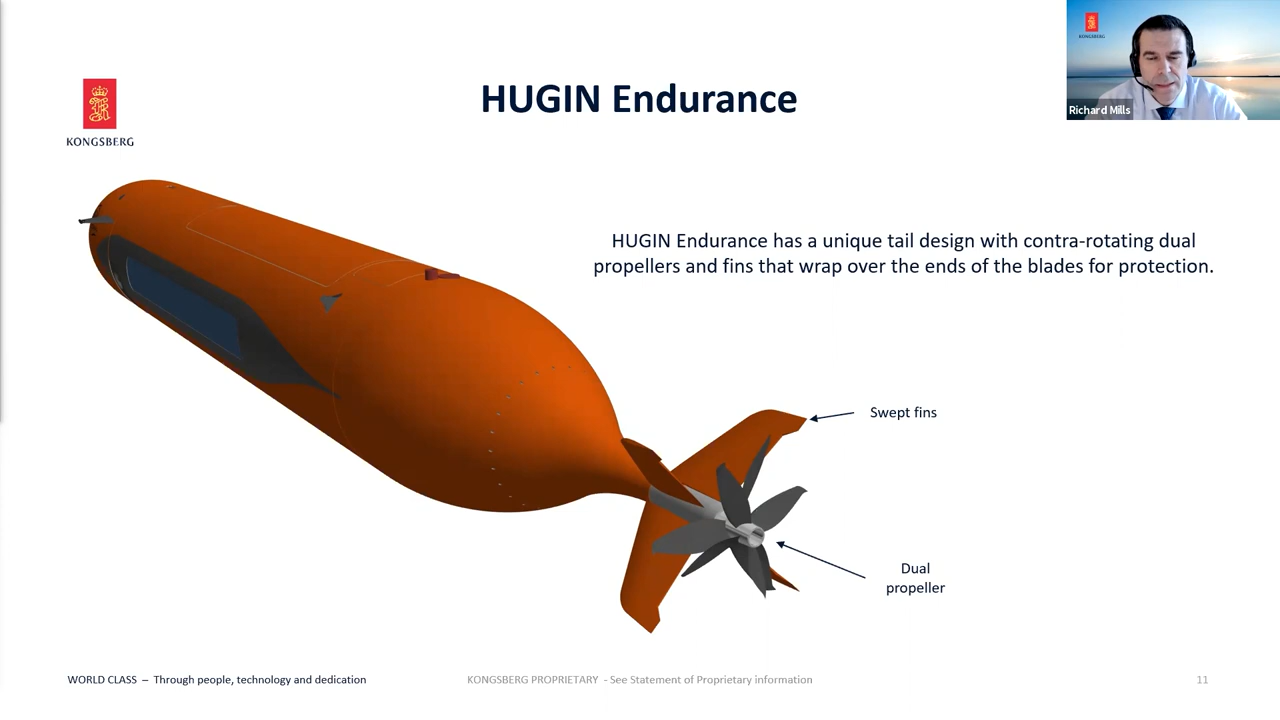 HUGIN Endurance
KONGSBERG
KONGSBERG
Richard Mills
HUGIN Endurance has a unique tail design with contra-rotating dual
propellers and fins that wrap over the ends of the blades for protection.
Swept fins
Dual
propeller
WORLD CLASS – Through people, technology and dedication
KONGSBERG PROPRIETARY - See Statement of Proprietary information
11